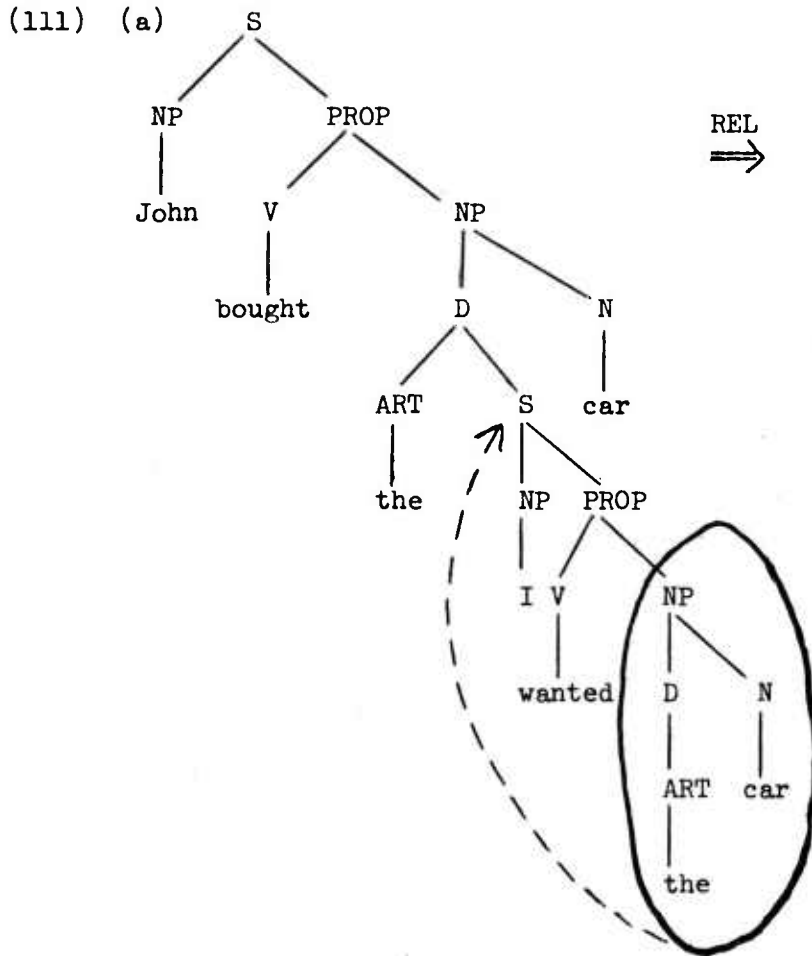 (111) (a) S
NP PROP REL
John V NP
bought D N
ART S car
the NP PROP
I V NP
wanted D N
ART car
the